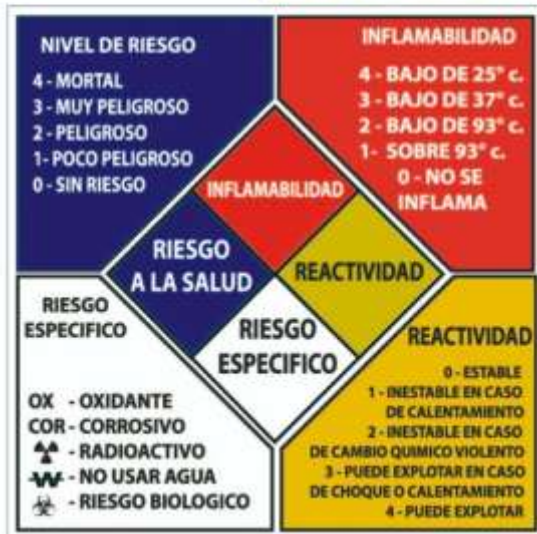 NIVEL DE RIESGO
4 - MORTAL
3 - MUY PELIGROSO
2 - PELIGROSO
1- POCO PELIGROSO
0 - SIN RIESGO
INFLAMABILIDAD
4 - BAJO DE 25° c.
3 - BAJO DE 37° c.
2 - BAJO DE 93° c.
1- SOBRE 93° c.
0 - NO SE
INFLAMA
INFLAMABILIDAD
RIESGO
A LA SALUD
REACTIVIDAD
RIESGO
ESPECIFICO
RIESGO
ESPECIFICO
OX - OXIDANTE
COR - CORROSIVO
- RADIOACTIVO
W - NO USAR AGUA
- RIESGO BIOLOGICO
REACTIVIDAD
0 - ESTABLE
1 - INESTABLE EN CASO
DE CALENTAMIENTO
2 - INESTABLE EN CASO
DE CAMBIO QUIMICO VIOLENTO
3 - PUEDE EXPLOTAR EN CASO
DE CHOQUE O CALENTAMIENTO
4 - PUEDE EXPLOTAR